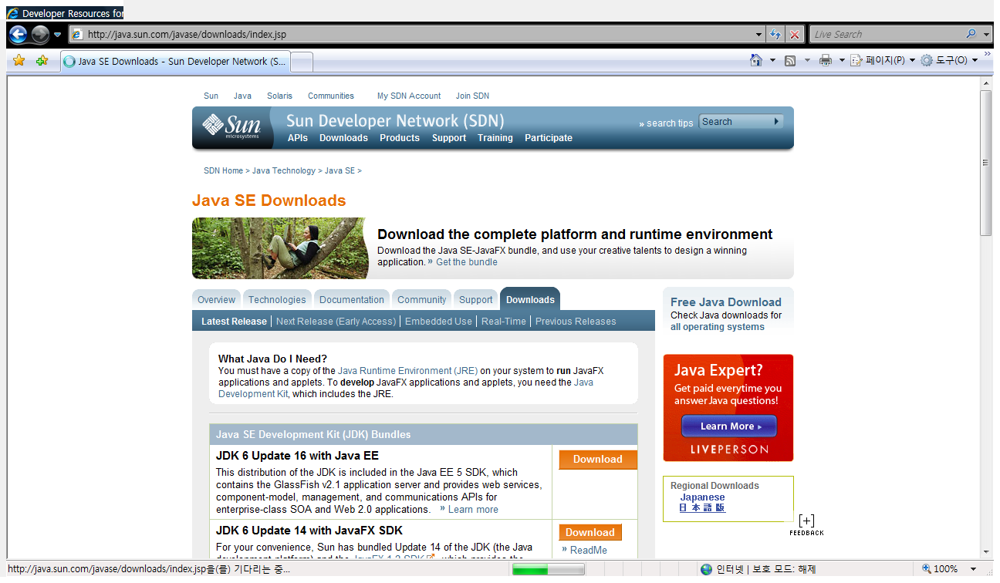 Developer Resources for
http://java.sun.com/javase/downloads/index.jsp
Live Search
Java SE Downloads - Sun Developer Network (S...
페이지(P)
도구(O)
Sun Java Solaris Communities My SDN Account Join SDN
Sun microsystems
Sun Developer Network (SDN)
» search tips
Search
APIs Downloads Products Support Training Participate
SDN Home > Java Technology > Java SE >
Java SE Downloads
Download the complete platform and runtime environment
Download the Java SE-JavaFX bundle, and use your creative talents to design a winning
application. » Get the bundle
Overview Technologies Documentation Community Support Downloads
Latest Release | Next Release (Early Access) | Embedded Use | Real-Time | Previous Releases
What Java Do I Need?
You must have a copy of the Java Runtime Environment (JRE) on your system to run JavaFX
applications and applets. To develop JavaFX applications and applets, you need the Java
Development Kit, which includes the JRE.
Java SE Development Kit (JDK) Bundles
JDK 6 Update 16 with Java EE
Download
This distribution of the JDK is included in the Java EE 5 SDK, which
contains the GlassFish v2.1 application server and provides web services,
component-model, management, and communications APIs for
enterprise-class SOA and Web 2.0 applications. » Learn more
JDK 6 Update 14 with JavaFX SDK
Download
For your convenience, Sun has bundled Update 14 of the JDK (the Java
» ReadMe
development platform) and the JavaFX 1.2 SDK, which provides the
Free Java Download
Check Java downloads for
all operating systems
Java Expert?
Get paid everytime you
answer Java questions!
Learn More ▸
LIVEPERSON
Regional Downloads
Japanese
日本語版
[+]
FEEDBACK
http://java.sun.com/javase/downloads/index.jsp을(를) 기다리는 중...
인터넷 | 보호 모드: 해제
100%